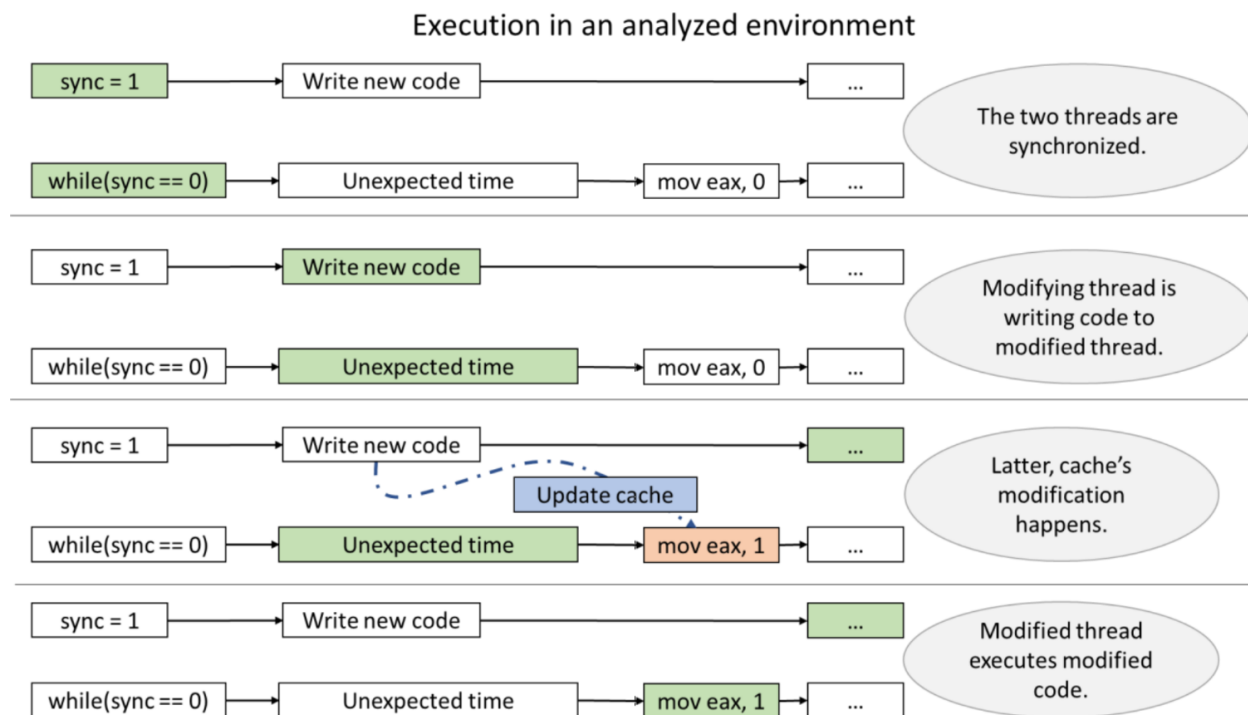 Execution in an analyzed environment
sync = 1
Write new code
...
while(sync == 0)
Unexpected time
mov eax, 0
...
The two threads are
synchronized.
sync = 1
Write new code
...
while(sync == 0)
Unexpected time
mov eax, 0
...
Modifying thread is
writing code to
modified thread.
sync = 1
Write new code
...
Update cache
while(sync == 0)
Unexpected time
mov eax, 1
...
Latter, cache's
modification
happens.
sync = 1
Write new code
...
while(sync == 0)
Unexpected time
mov eax, 1
...
Modified thread
executes modified
code.